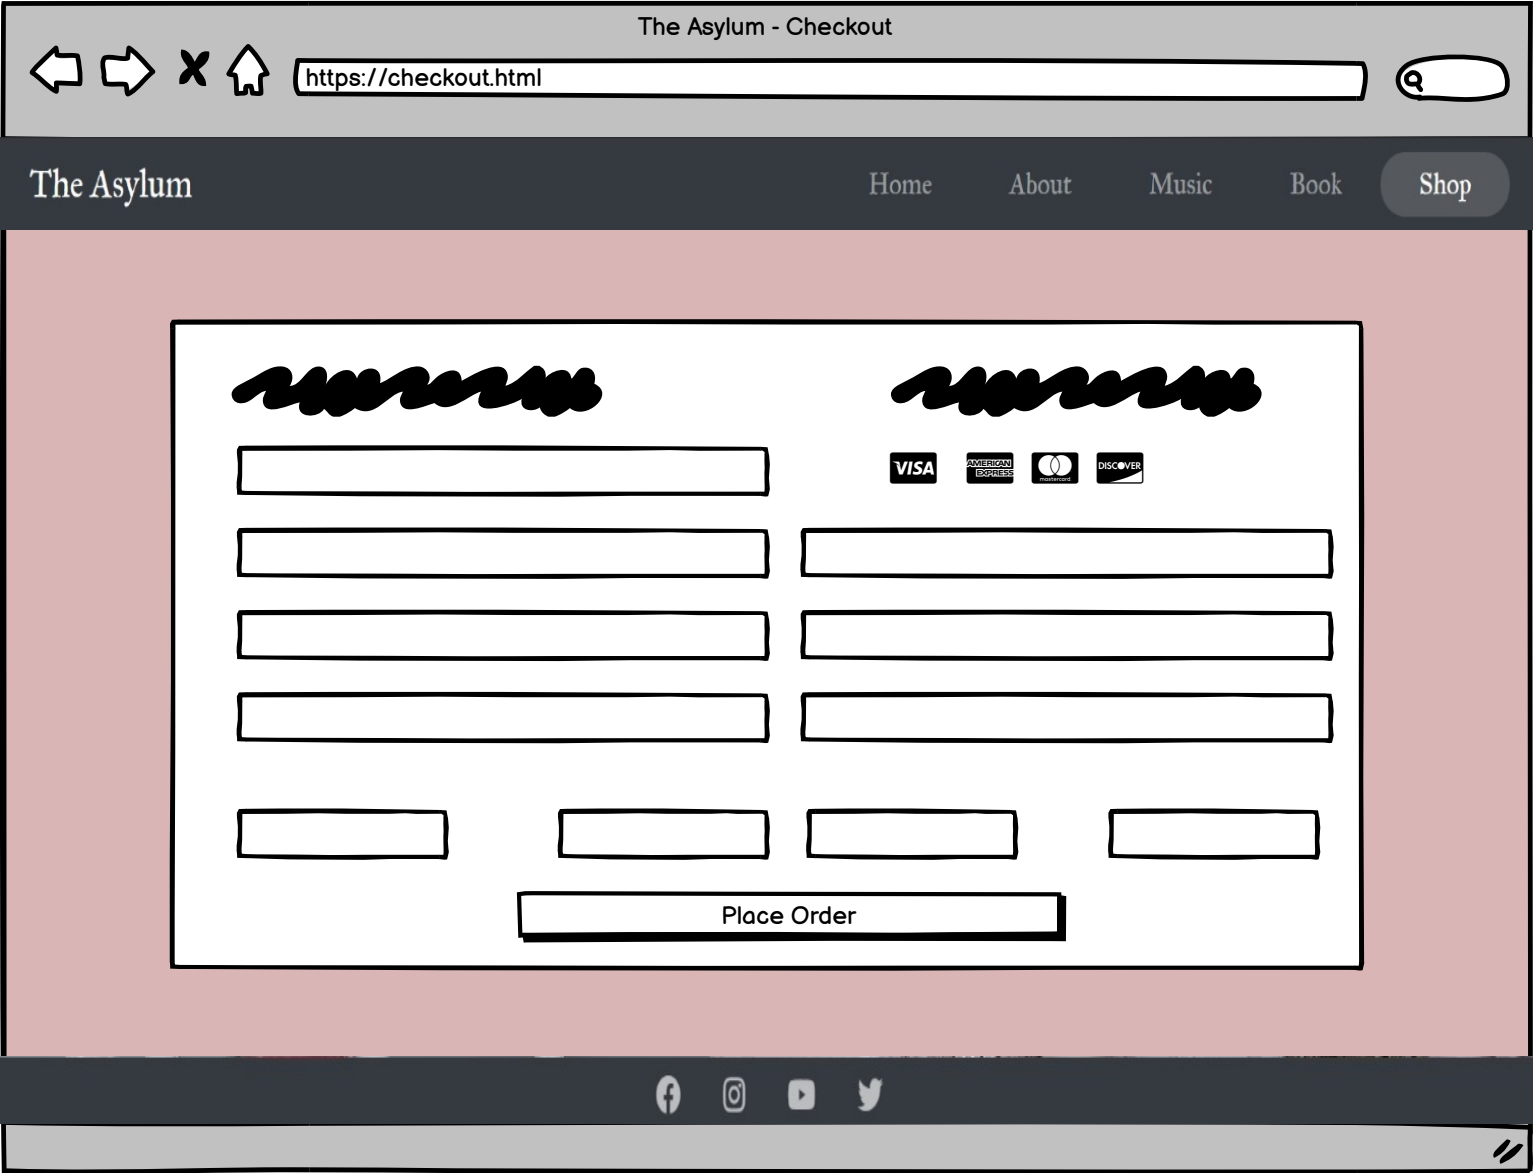 The Asylum - Checkout
https://checkout.html
The Asylum
Home
About
Music
Book
Shop
VISA
AMERICAN
EXPRESS
mastercard
DISCOVER
Place Order